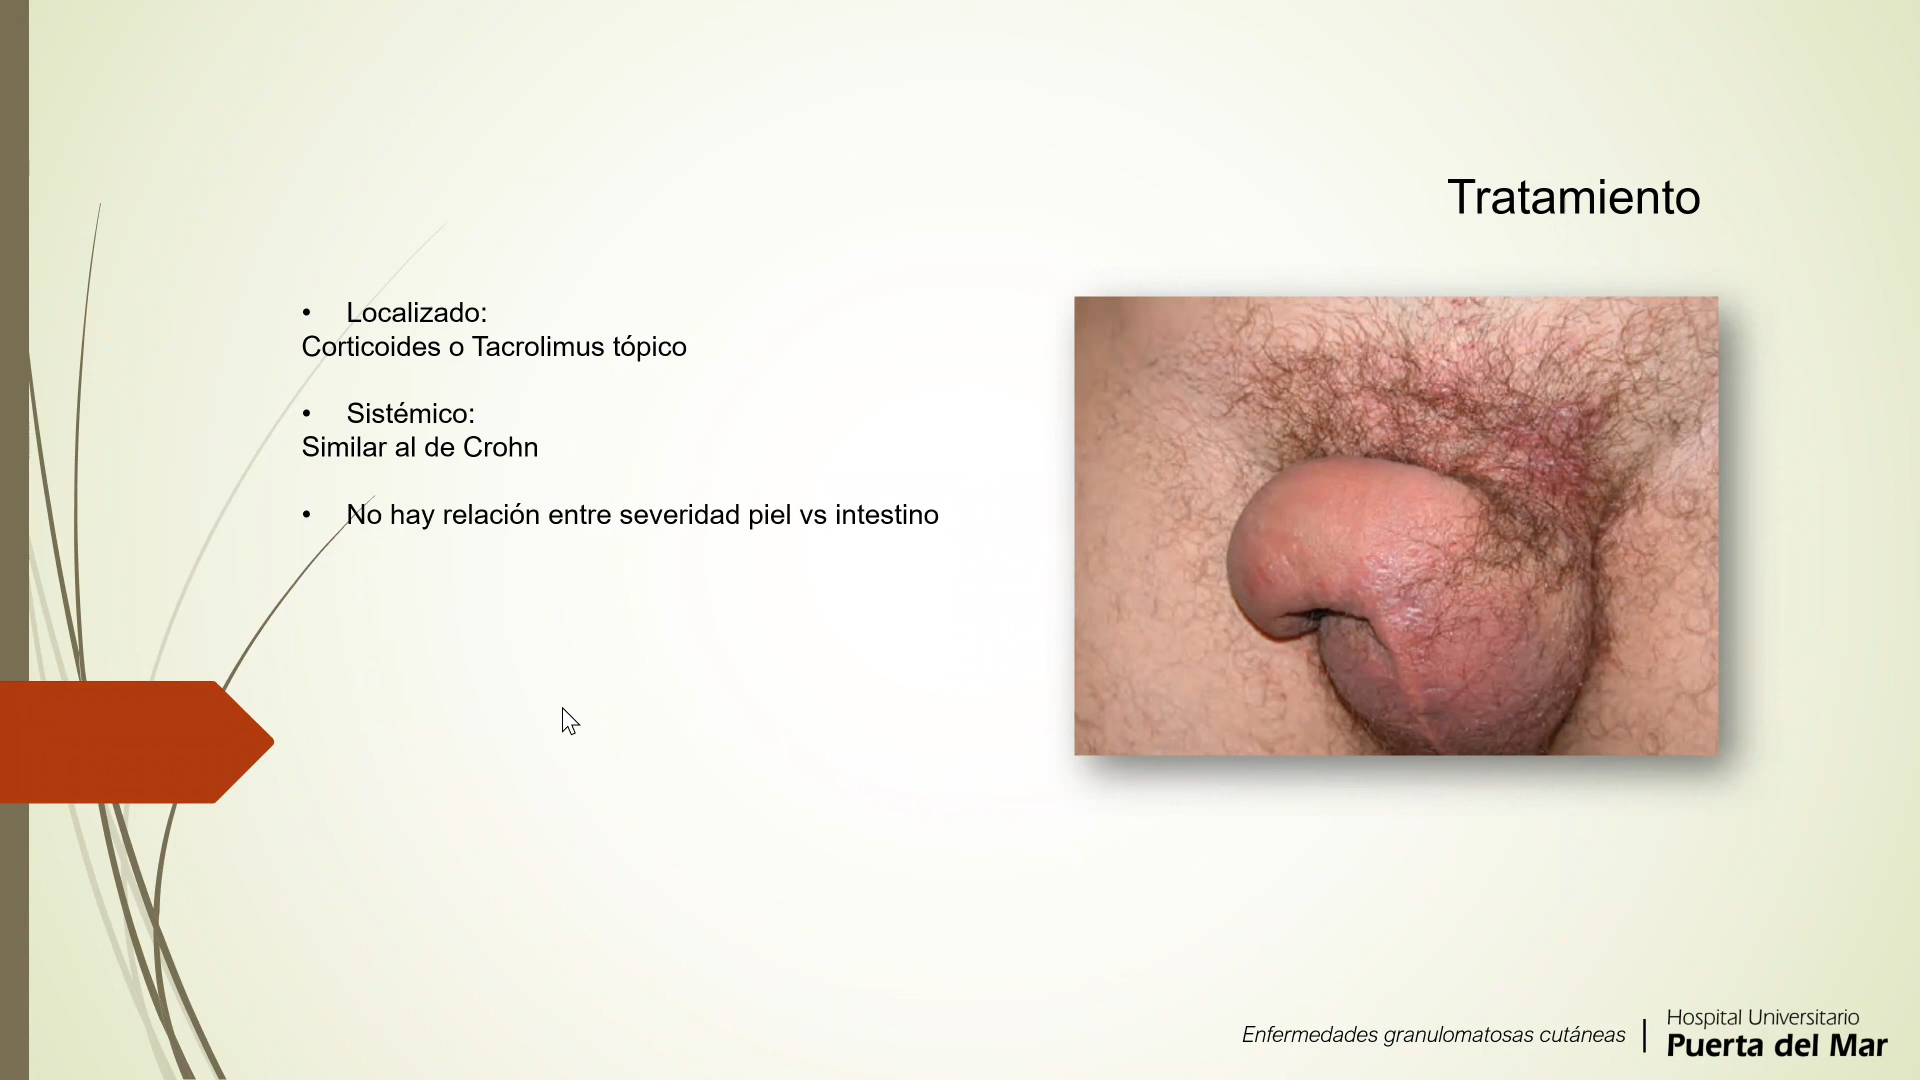 Tratamiento
• Localizado:
Corticoides o Tacrolimus tópico
• Sistémico:
Similar al de Crohn
• No hay relación entre severidad piel vs intestino
Enfermedades granulomatosas cutáneas
Hospital Universitario
Puerta del Mar